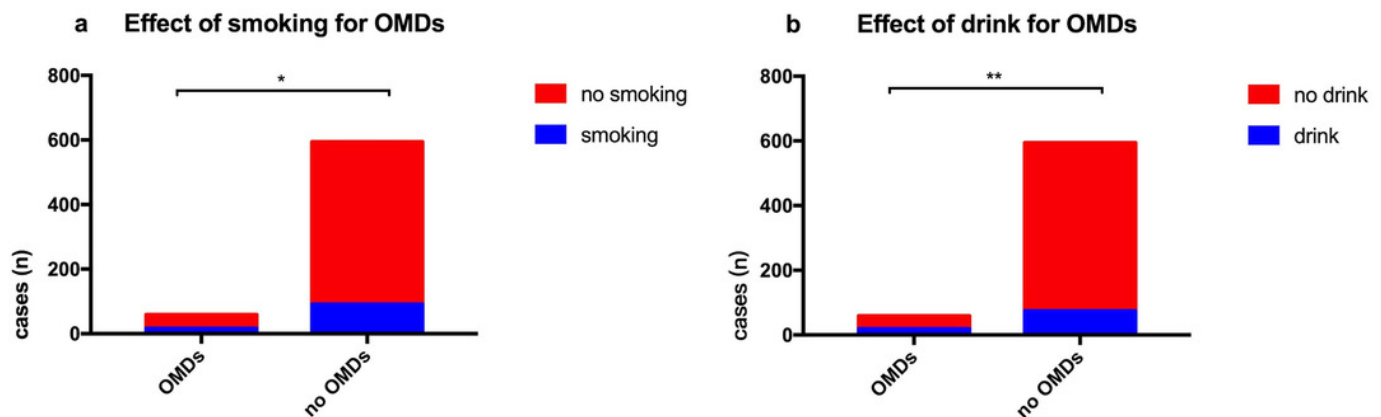 a Effect of smoking for OMDs
800
600
400
200
0
cases (n)
*
no smoking
smoking
OMDs
no OMDs
b Effect of drink for OMDs
800
600
400
200
0
cases (n)
**
no drink
drink
OMDs
no OMDs